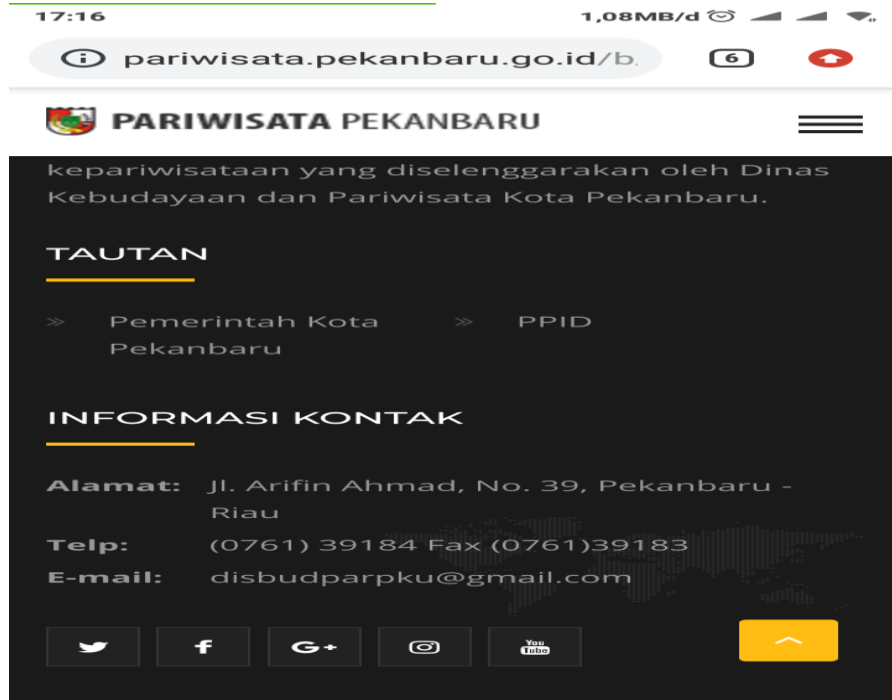 17:16 1,08MB/d
pariwisata.pekanbaru.go.id/b. 6
PARIWISATA PEKANBARU
kepariwisataan yang diselenggarakan oleh Dinas
Kebudayaan dan Pariwisata Kota Pekanbaru.
TAUTAN
» Pemerintah Kota » PPID
Pekanbaru
INFORMASI KONTAK
Alamat: Jl. Arifin Ahmad, No. 39, Pekanbaru -
Riau
Telp: (0761) 39184 Fax (0761)39183
E-mail: disbudparpku@gmail.com
f G+ You
Tube